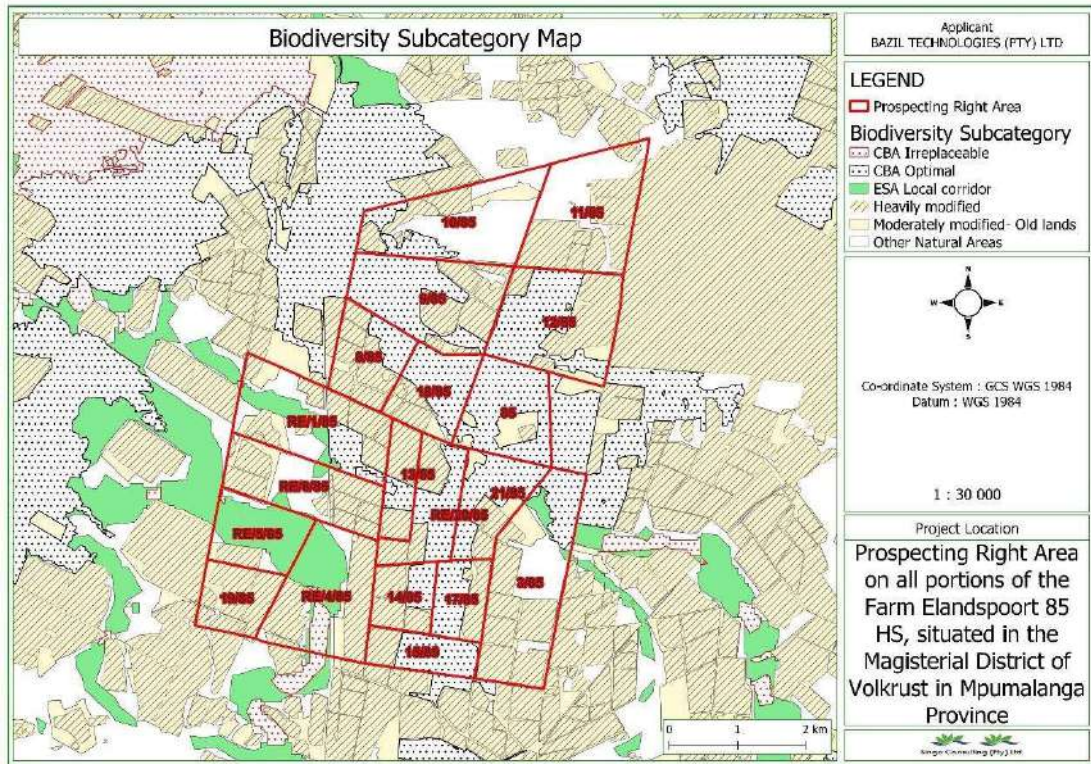 Biodiversity Subcategory Map
10/85
11/85
9/85
12/85
8/85
85
RE/1/85
13/85
RE/6/85
21/85
RE/20/85
RE/5/85
3/85
19/85
RE/4/85
14/85
17/85
0 1 2 km
Applicant
BAZIL TECHNOLOGIES (PTY) LTD
LEGEND
Prospecting Right Area
Biodiversity Subcategory
CBA Irreplaceable
CBA Optimal
ESA Local corridor
Heavily modified
Moderately modified- Old lands
Other Natural Areas
N
W E
S
Co-ordinate System : GCS WGS 1984
Datum : WGS 1984
1 : 30 000
Project Location
Prospecting Right Area
on all portions of the
Farm Elandspoort 85
HS, situated in the
Magisterial District of
Volkrust in Mpumalanga
Province
Singo Consulting (Pty) Ltd